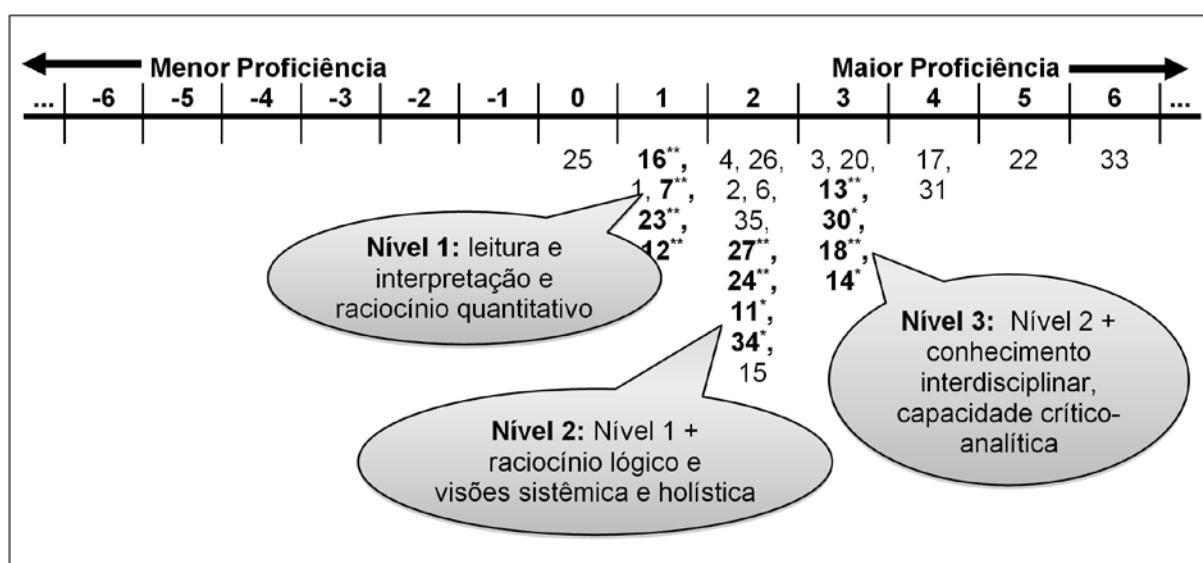 Menor Proficiência Maior Proficiência
... -6 -5 -4 -3 -2 -1 0 1 2 3 4 5 6 ...
25 16**, 4, 26, 3, 20, 17, 22 33
1, 7**, 2, 6, 13**, 31
23**, 35, 30*,
12** 27**, 18**,
24**, 14*
11*,
34*,
15
Nível 1: leitura e
interpretação e
raciocínio quantitativo
Nível 2: Nível 1 +
raciocínio lógico e
visões sistêmica e holística
Nível 3: Nível 2 +
conhecimento
interdisciplinar,
capacidade crítico-
analítica